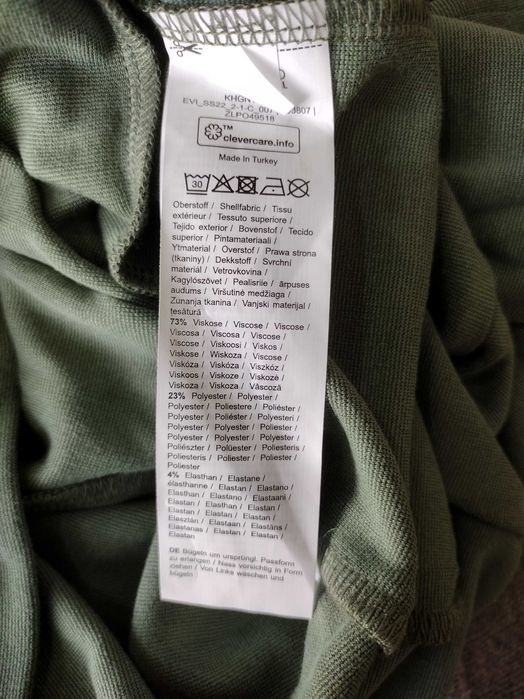 KHGN
EVI_SS22_2-1-C_007
ZLPO49518
TM
clevercare.info
Made In Turkey
30
Oberstoff / Shellfabric / Tissu
extérieur / Tessuto superiore /
Tejido exterior / Bovenstof / Tecido
superior / Pintamateriaali /
Ytmaterial / Overstof / Prawa strona
(tkaniny) / Dekkstoff / Svrchní
materiál / Vetrovkovina /
Kagylószövet / Pealisriie / ārpuses
audums / Viršutinė medžiaga /
Zunanja tkanina / Vanjski materijal /
țesătură
73% Viskose / Viscose / Viscose /
Viscosa / Viscosa / Viscose /
Viscose / Viskoosi / Viskos /
Viskose / Wiskoza / Viscose /
Viskóza / Viskóza / Viszkóz /
Viskoos / Viskoze / Viskozė /
Viskoza / Viskoza / Vâscoză
23% Polyester / Polyester /
Polyester / Poliestere / Poliéster /
Poliéster / Polyester / Polyesteri /
Polyester / Polyester / Poliester /
Polyester / Polyester / Polyester /
Poliészter / Polüester / Poliesteris /
Poliesteris / Poliester / Poliester /
Poliester
4% Elasthan / Elastane /
élasthanne / Elastan / Elastano /
Elasthan / Elastano / Elastaani /
Elastan / Elasthan / Elastan /
Elastan / Elastan / Elastan /
Elasztán / Elastaan / Elastāns /
Elastanas / Elastan / Elastan /
Elastan
DE Bügeln um ursprüngl. Passform
zu erlangen / Nass vorsichtig in Form
ziehen / Von Links waschen und
bügeln